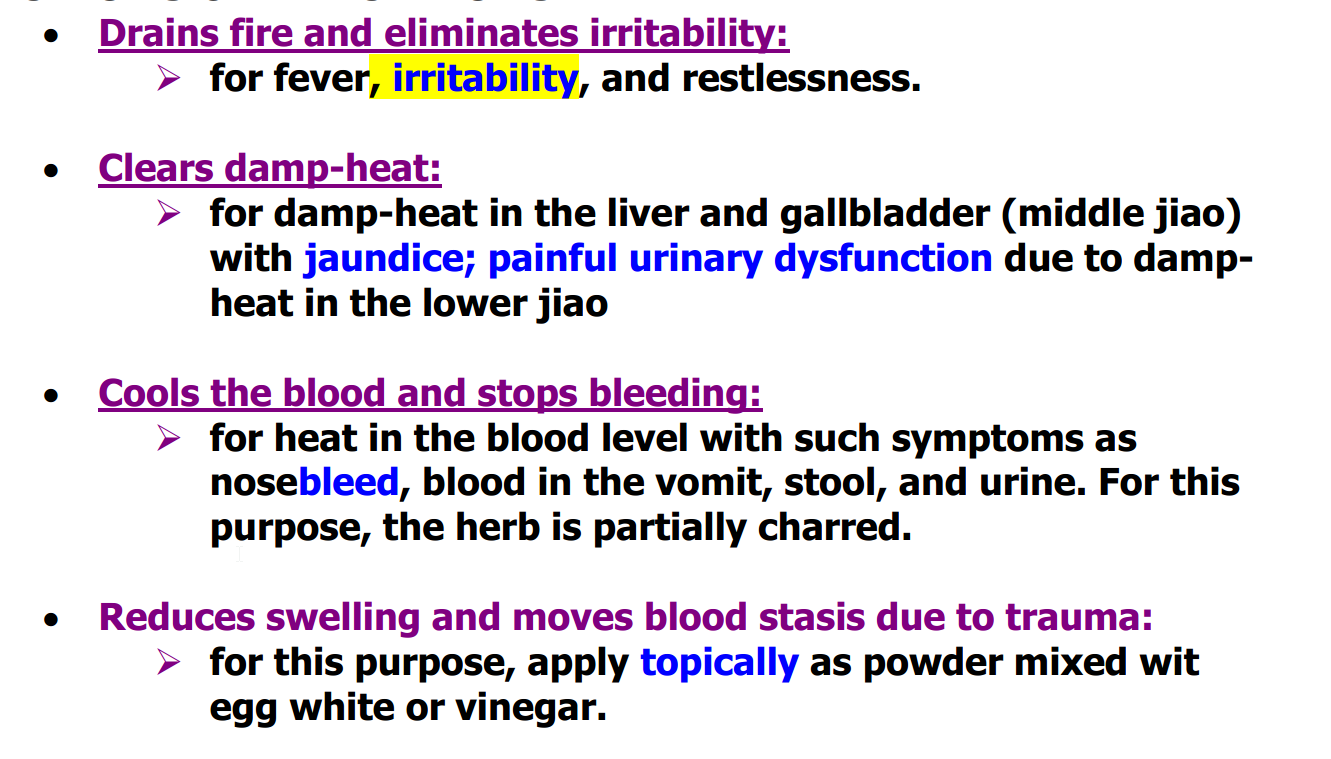 • Drains fire and eliminates irritability:
➢ for fever, irritability, and restlessness.
• Clears damp-heat:
➢ for damp-heat in the liver and gallbladder (middle jiao)
with jaundice; painful urinary dysfunction due to damp-
heat in the lower jiao
• Cools the blood and stops bleeding:
➢ for heat in the blood level with such symptoms as
nosebleed, blood in the vomit, stool, and urine. For this
purpose, the herb is partially charred.
• Reduces swelling and moves blood stasis due to trauma:
➢ for this purpose, apply topically as powder mixed wit
egg white or vinegar.